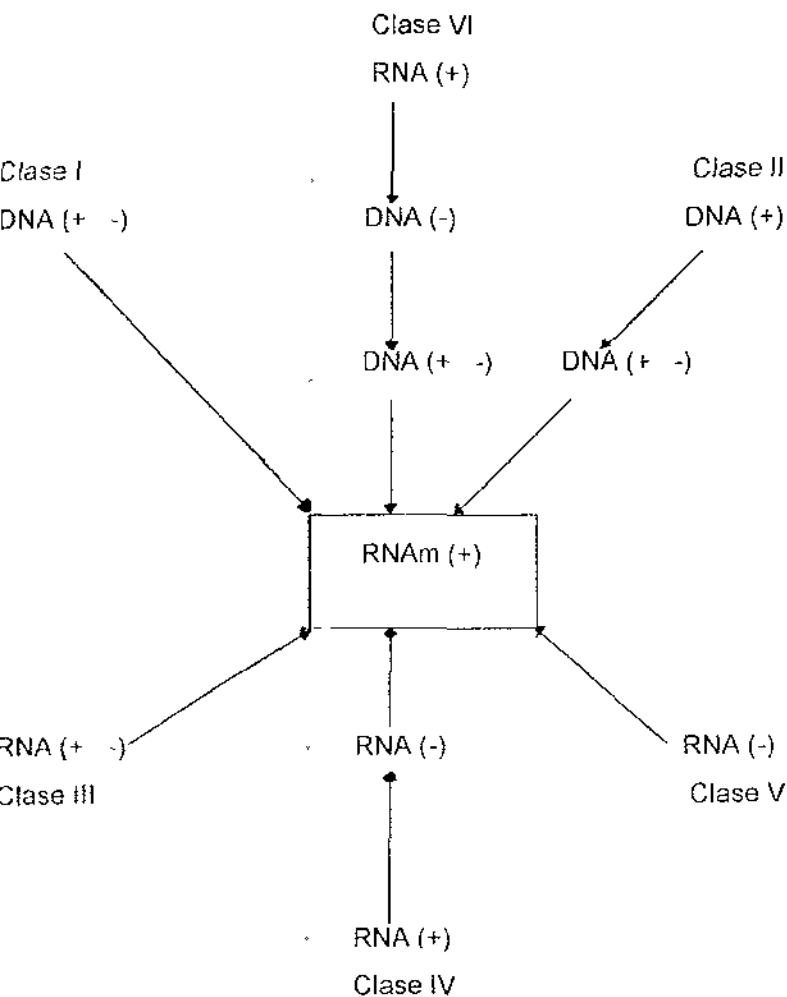 Clase VI
RNA (+)
Clase I
Clase II
DNA (+ -)
DNA (-)
DNA (+)
DNA (+ -)
DNA (+ -)
RNAm (+)
RNA (+ -)
RNA (-)
RNA (-)
Clase III
Clase V
RNA (+)
Clase IV